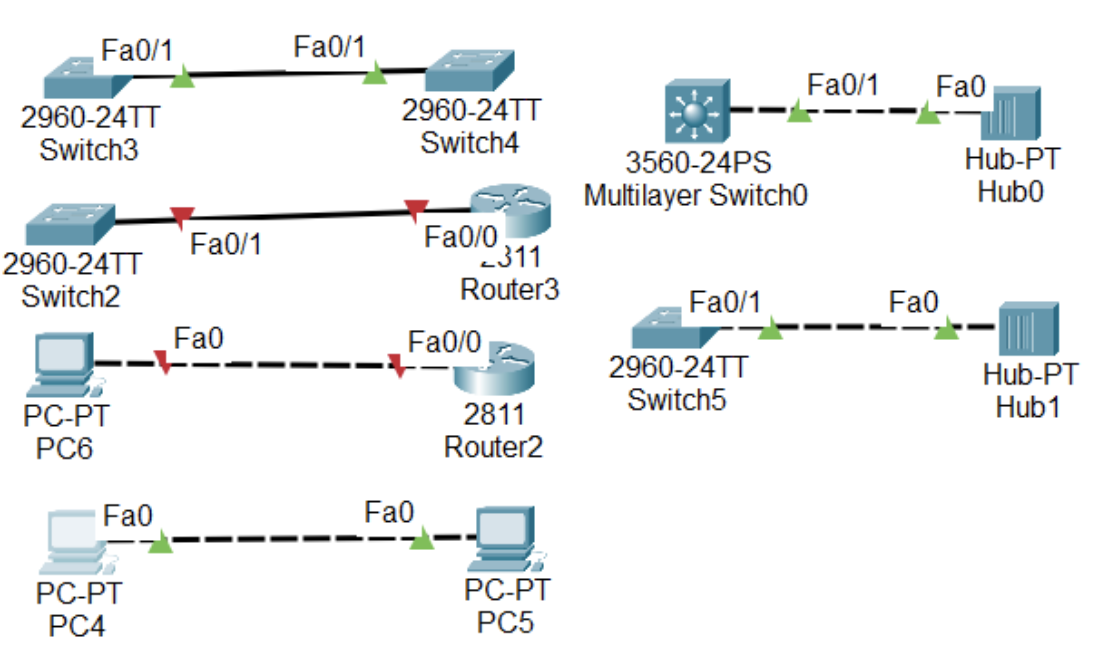 Fa0/1
Fa0/1
2960-24TT
Switch3
2960-24TT
Switch4
Fa0/1
Fa0
3560-24PS
Multilayer Switch0
Hub-PT
Hub0
Fa0/1
Fa0/0
2960-24TT
Switch2
2811
Router3
Fa0/1
Fa0
2960-24TT
Switch5
Hub-PT
Hub1
Fa0
Fa0/0
PC-PT
PC6
2811
Router2
Fa0
Fa0
PC-PT
PC4
PC-PT
PC5